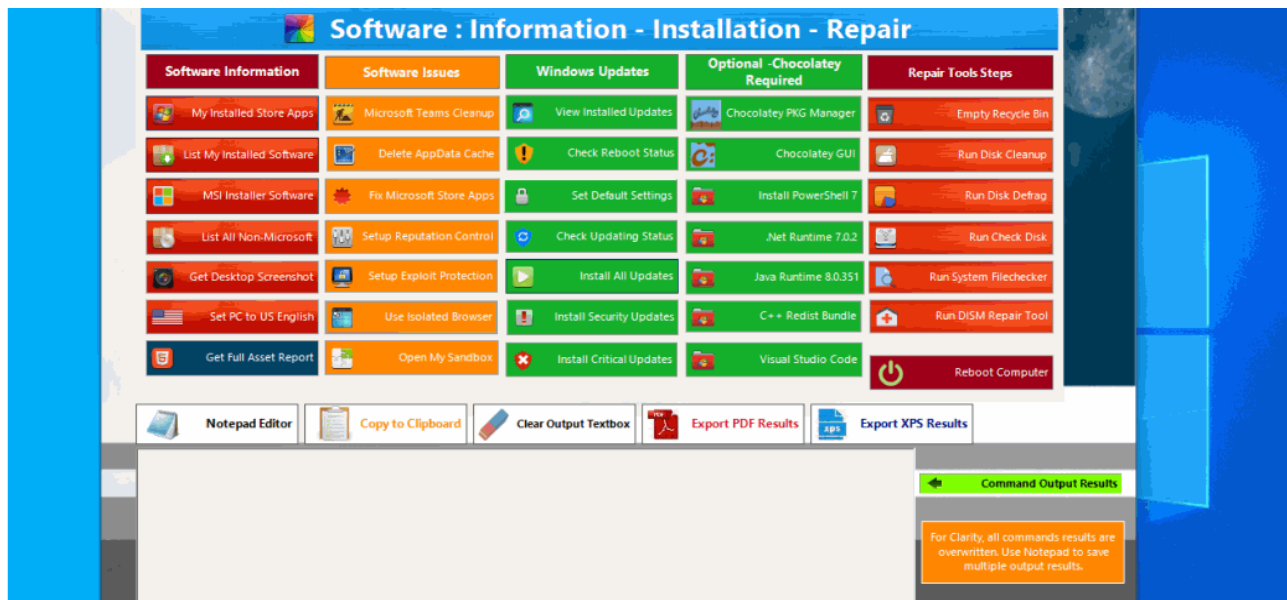 Software : Information - Installation - Repair
Software Information
Software Issues
Windows Updates
Optional -Chocolatey
Required
Repair Tools Steps
My Installed Store Apps
Microsoft Teams Cleanup
View Installed Updates
Chocolatey PKG Manager
Empty Recycle Bin
List My Installed Software
Delete AppData Cache
Check Reboot Status
Chocolatey GUI
Run Disk Cleanup
MSI Installer Software
Fix Microsoft Store Apps
Set Default Settings
Install PowerShell 7
Run Disk Defrag
List All Non-Microsoft
Setup Reputation Control
Check Updating Status
.Net Runtime 7.0.2
Run Check Disk
Get Desktop Screenshot
Setup Exploit Protection
Install All Updates
Java Runtime 8.0.351
Run System Filechecker
Set PC to US English
Use Isolated Browser
Install Security Updates
C++ Redist Bundle
Run DISM Repair Tool
Get Full Asset Report
Open My Sandbox
Install Critical Updates
Visual Studio Code
Reboot Computer
Notepad Editor
Copy to Clipboard
Clear Output Textbox
Export PDF Results
Export XPS Results
Command Output Results
For Clarity, all commands results are
overwritten. Use Notepad to save
multiple output results.